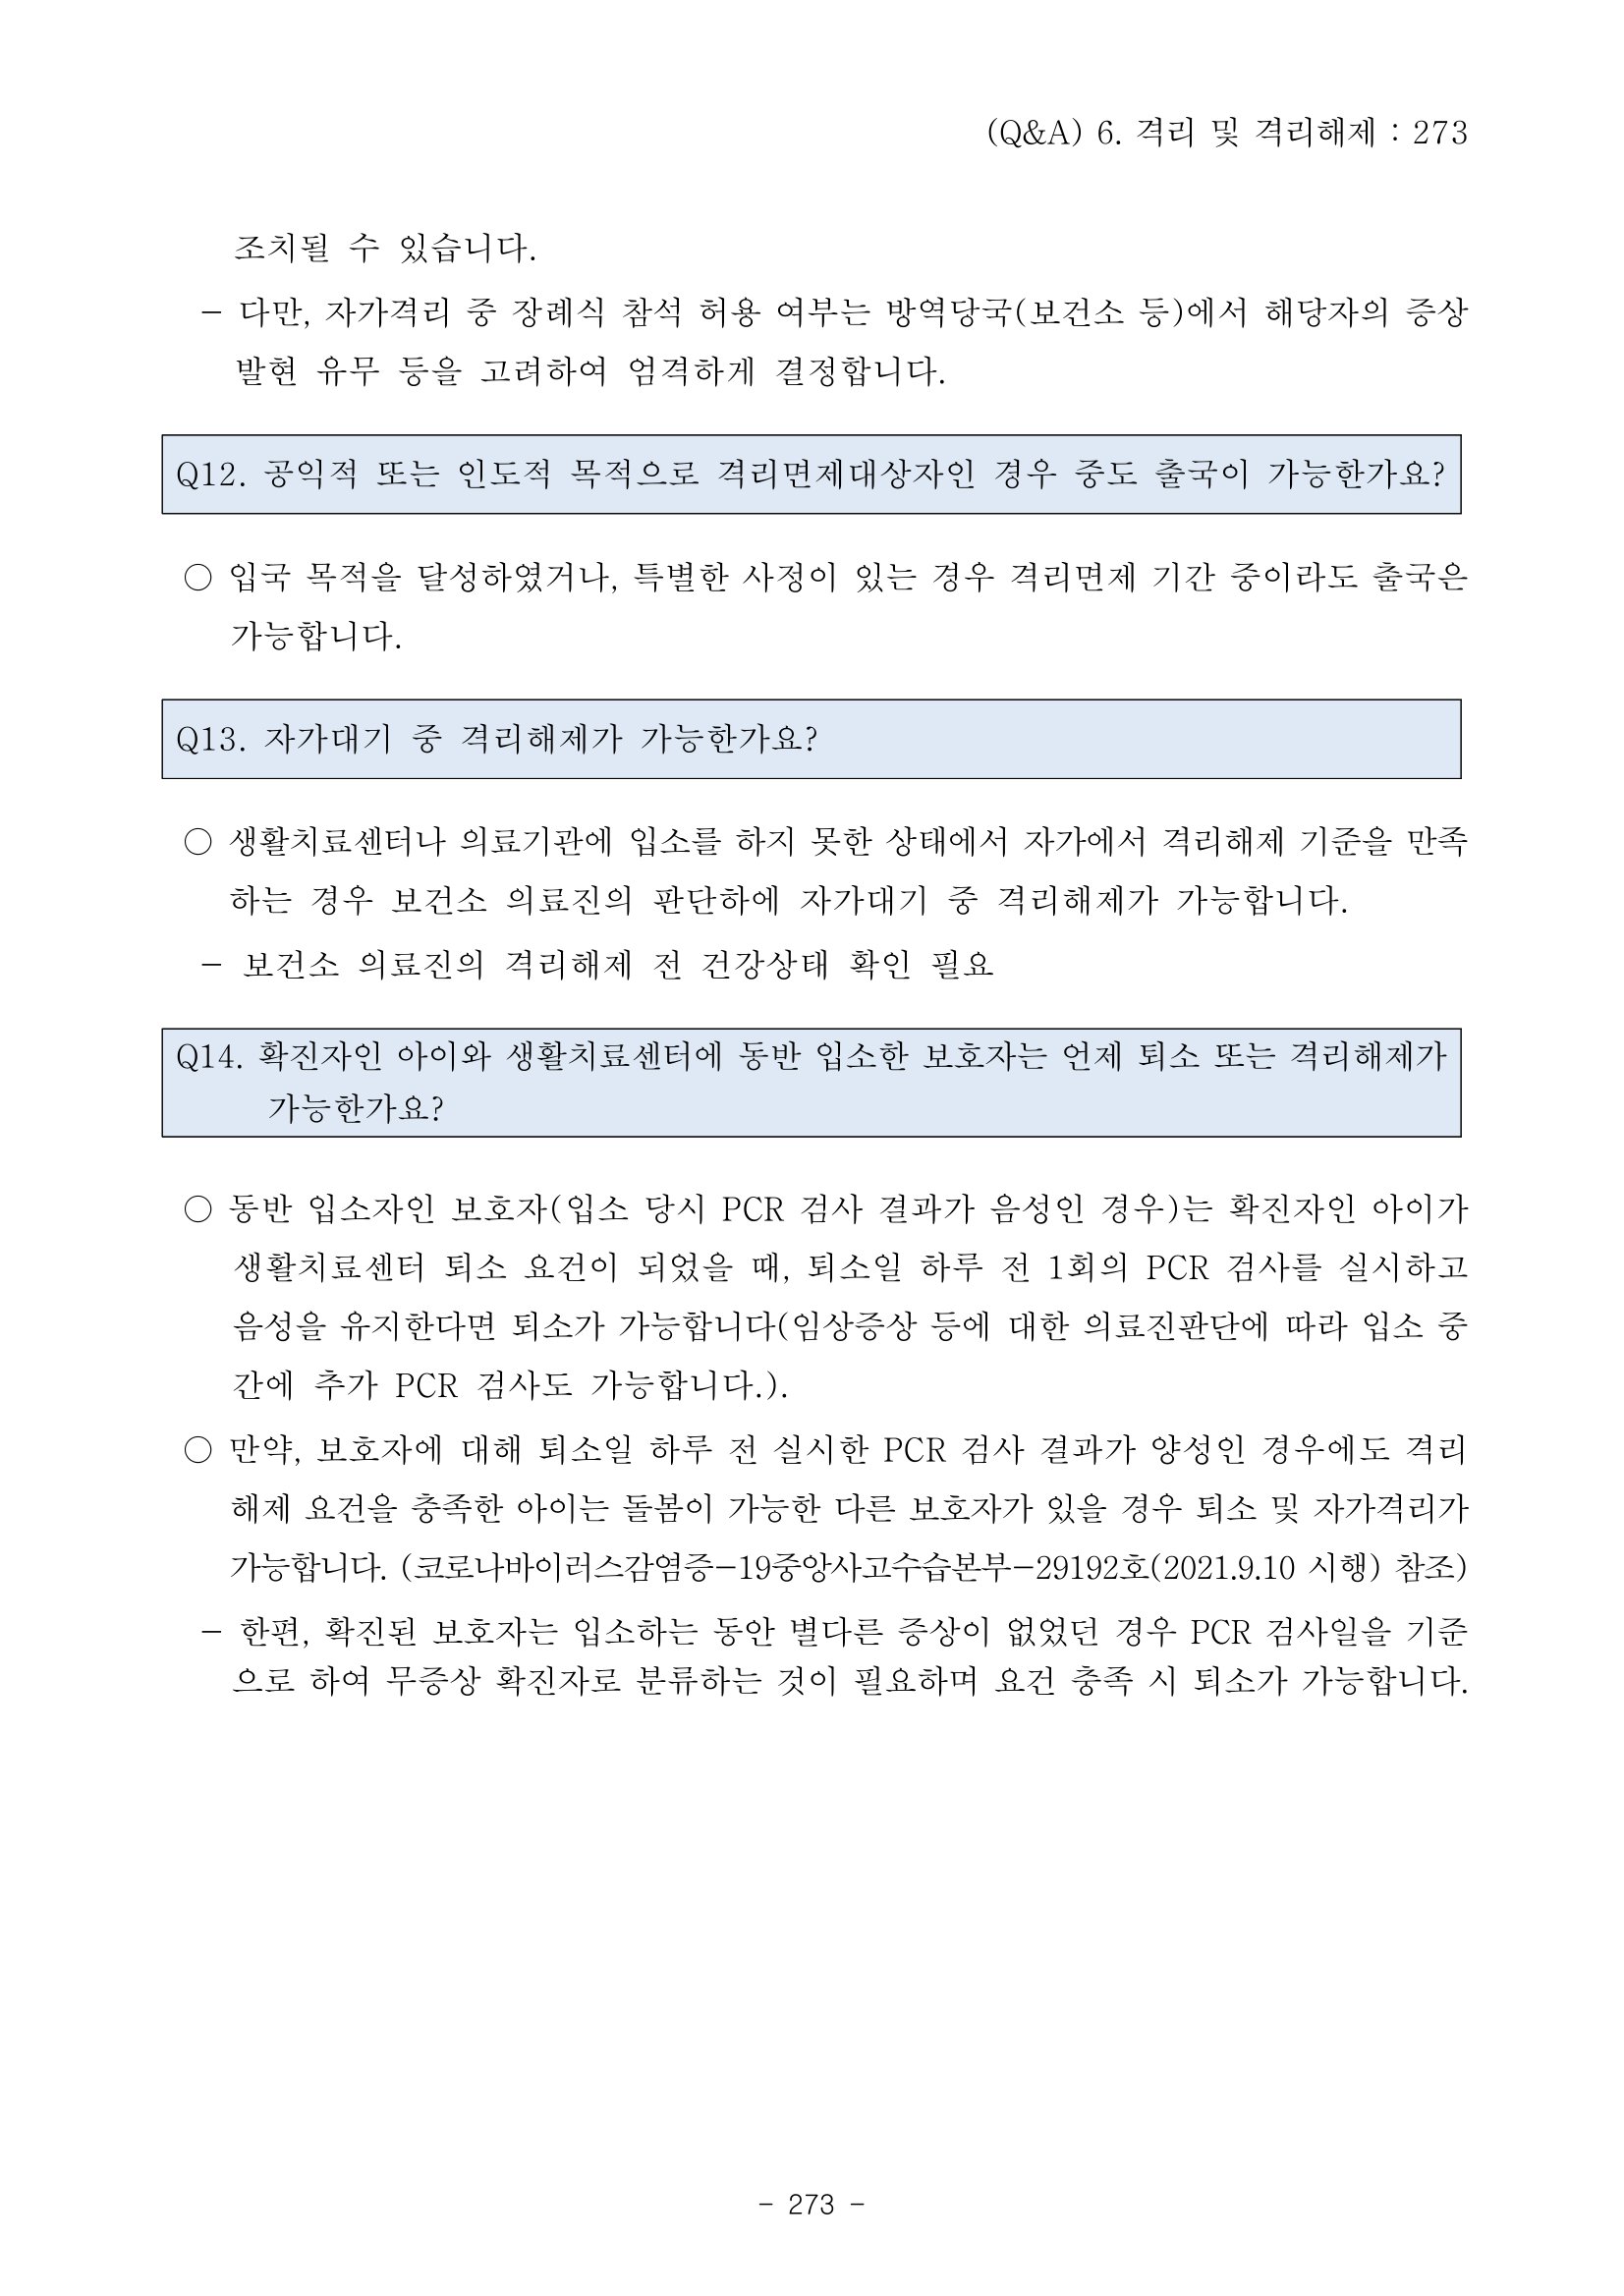 (Q&A) 6. 격리 및 격리해제 : 273
조치될 수 있습니다.
- 다만, 자가격리 중 장례식 참석 허용 여부는 방역당국(보건소 등)에서 해당자의 증상
발현 유무 등을 고려하여 엄격하게 결정합니다.
Q12. 공익적 또는 인도적 목적으로 격리면제대상자인 경우 중도 출국이 가능한가요?
○ 입국 목적을 달성하였거나, 특별한 사정이 있는 경우 격리면제 기간 중이라도 출국은
가능합니다.
Q13. 자가대기 중 격리해제가 가능한가요?
○ 생활치료센터나 의료기관에 입소를 하지 못한 상태에서 자가에서 격리해제 기준을 만족
하는 경우 보건소 의료진의 판단하에 자가대기 중 격리해제가 가능합니다.
- 보건소 의료진의 격리해제 전 건강상태 확인 필요
Q14. 확진자인 아이와 생활치료센터에 동반 입소한 보호자는 언제 퇴소 또는 격리해제가
가능한가요?
○ 동반 입소자인 보호자(입소 당시 PCR 검사 결과가 음성인 경우)는 확진자인 아이가
생활치료센터 퇴소 요건이 되었을 때, 퇴소일 하루 전 1회의 PCR 검사를 실시하고
음성을 유지한다면 퇴소가 가능합니다(임상증상 등에 대한 의료진판단에 따라 입소 중
간에 추가 PCR 검사도 가능합니다.).
○ 만약, 보호자에 대해 퇴소일 하루 전 실시한 PCR 검사 결과가 양성인 경우에도 격리
해제 요건을 충족한 아이는 돌봄이 가능한 다른 보호자가 있을 경우 퇴소 및 자가격리가
가능합니다. (코로나바이러스감염증-19중앙사고수습본부-29192호(2021.9.10 시행) 참조)
- 한편, 확진된 보호자는 입소하는 동안 별다른 증상이 없었던 경우 PCR 검사일을 기준
으로 하여 무증상 확진자로 분류하는 것이 필요하며 요건 충족 시 퇴소가 가능합니다.
- 273 -